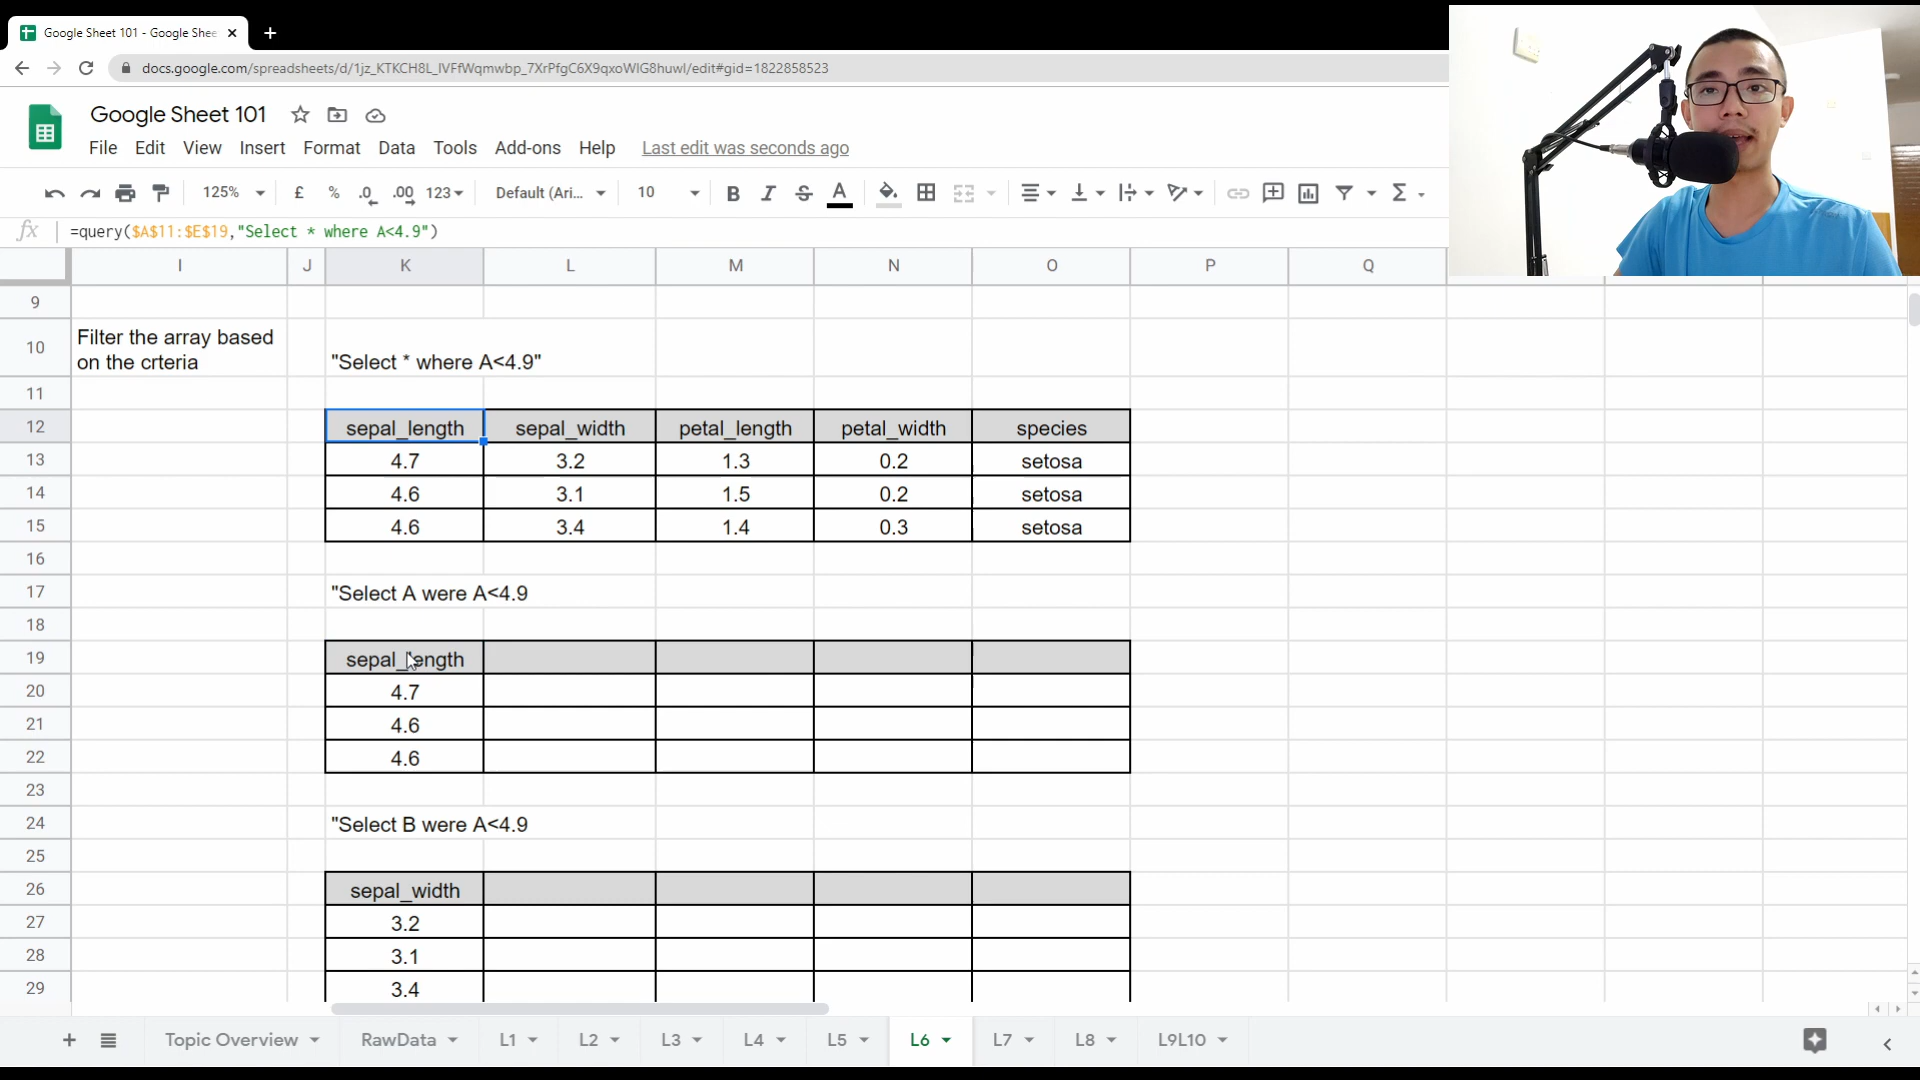 Google Sheet 101 - Google Shee
docs.google.com/spreadsheets/d/1jz_KTKCH8L_IVFfWqmwbp_7XrPfgC6X9qxoWIG8huwI/edit#gid=1822858523
Google Sheet 101
File Edit View Insert Format Data Tools Add-ons Help Last edit was seconds ago
125% £ % .0 .00 123 Default (Ari... 10 B I S A Σ
fx =query($A$11:$E$19,"Select * where A<4.9")
I J K L M N O P Q
9
10 Filter the array based
on the crteria "Select * where A<4.9"
11
12 sepal_length sepal_width petal_length petal_width species
13 4.7 3.2 1.3 0.2 setosa
14 4.6 3.1 1.5 0.2 setosa
15 4.6 3.4 1.4 0.3 setosa
16
17 "Select A were A<4.9
18
19 sepal_length
20 4.7
21 4.6
22 4.6
23
24 "Select B were A<4.9
25
26 sepal_width
27 3.2
28 3.1
29 3.4
Topic Overview RawData L1 L2 L3 L4 L5 L6 L7 L8 L9L10